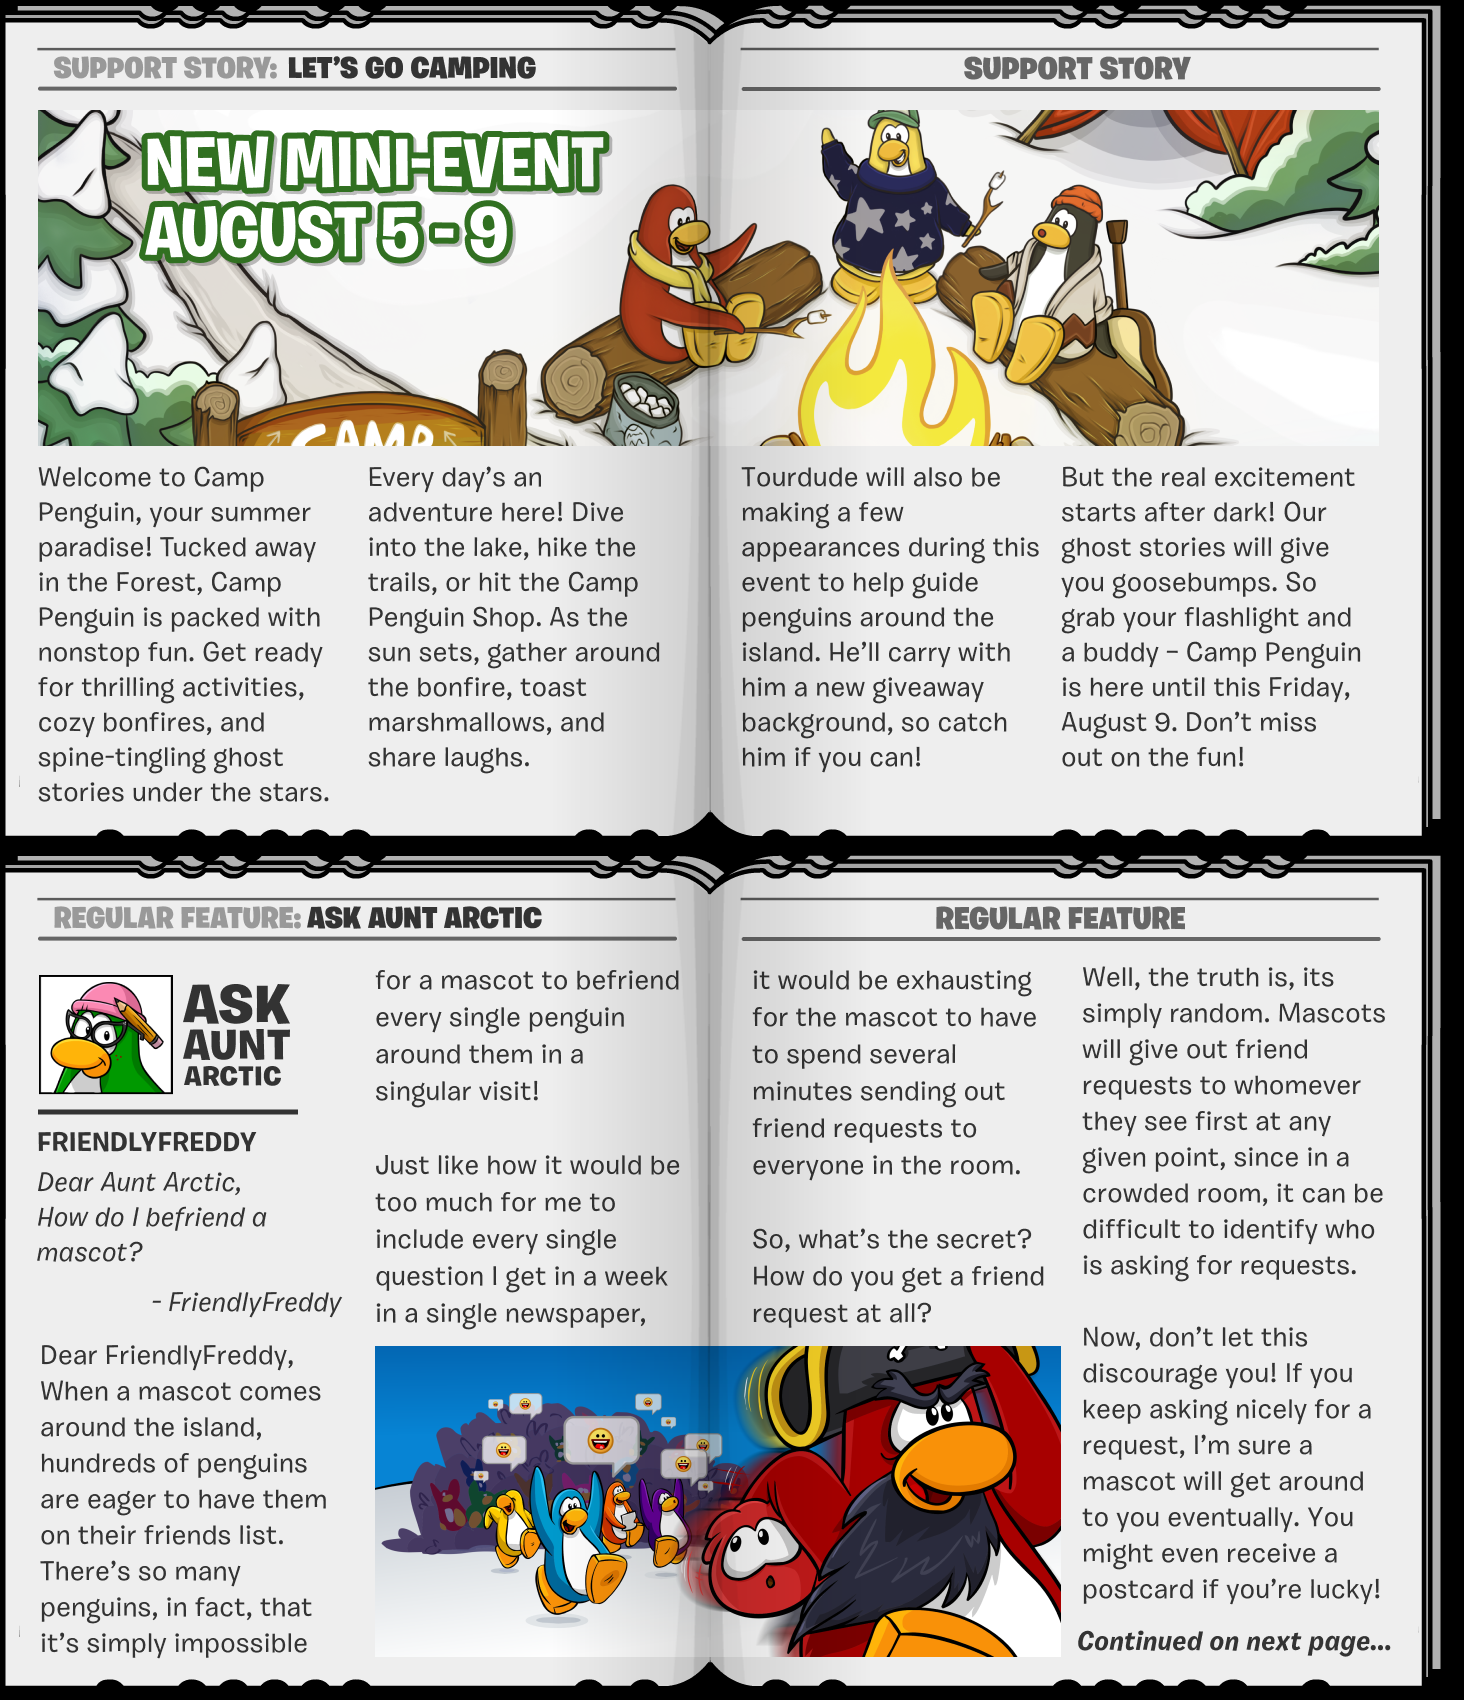 SUPPORT STORY: LET'S GO CAMPING
SUPPORT STORY
NEW MINI-EVENT
AUGUST 5 - 9
CAMP
Welcome to Camp
Penguin, your summer
paradise! Tucked away
in the Forest, Camp
Penguin is packed with
nonstop fun. Get ready
for thrilling activities,
cozy bonfires, and
spine-tingling ghost
stories under the stars.
Every day's an
adventure here! Dive
into the lake, hike the
trails, or hit the Camp
Penguin Shop. As the
sun sets, gather around
the bonfire, toast
marshmallows, and
share laughs.
Tourdude will also be
making a few
appearances during this
event to help guide
penguins around the
island. He'll carry with
him a new giveaway
background, so catch
him if you can!
But the real excitement
starts after dark! Our
ghost stories will give
you goosebumps. So
grab your flashlight and
a buddy – Camp Penguin
is here until this Friday,
August 9. Don't miss
out on the fun!
REGULAR FEATURE: ASK AUNT ARCTIC
REGULAR FEATURE
ASK
AUNT
ARCTIC
FRIENDLYFREDDY
Dear Aunt Arctic,
How do I befriend a
mascot?
- FriendlyFreddy
Dear FriendlyFreddy,
When a mascot comes
around the island,
hundreds of penguins
are eager to have them
on their friends list.
There's so many
penguins, in fact, that
it's simply impossible
for a mascot to befriend
every single penguin
around them in a
singular visit!
Just like how it would be
too much for me to
include every single
question I get in a week
in a single newspaper,
it would be exhausting
for the mascot to have
to spend several
minutes sending out
friend requests to
everyone in the room.
So, what's the secret?
How do you get a friend
request at all?
Well, the truth is, its
simply random. Mascots
will give out friend
requests to whomever
they see first at any
given point, since in a
crowded room, it can be
difficult to identify who
is asking for requests.
Now, don't let this
discourage you! If you
keep asking nicely for a
request, I'm sure a
mascot will get around
to you eventually. You
might even receive a
postcard if you're lucky!
Continued on next page...